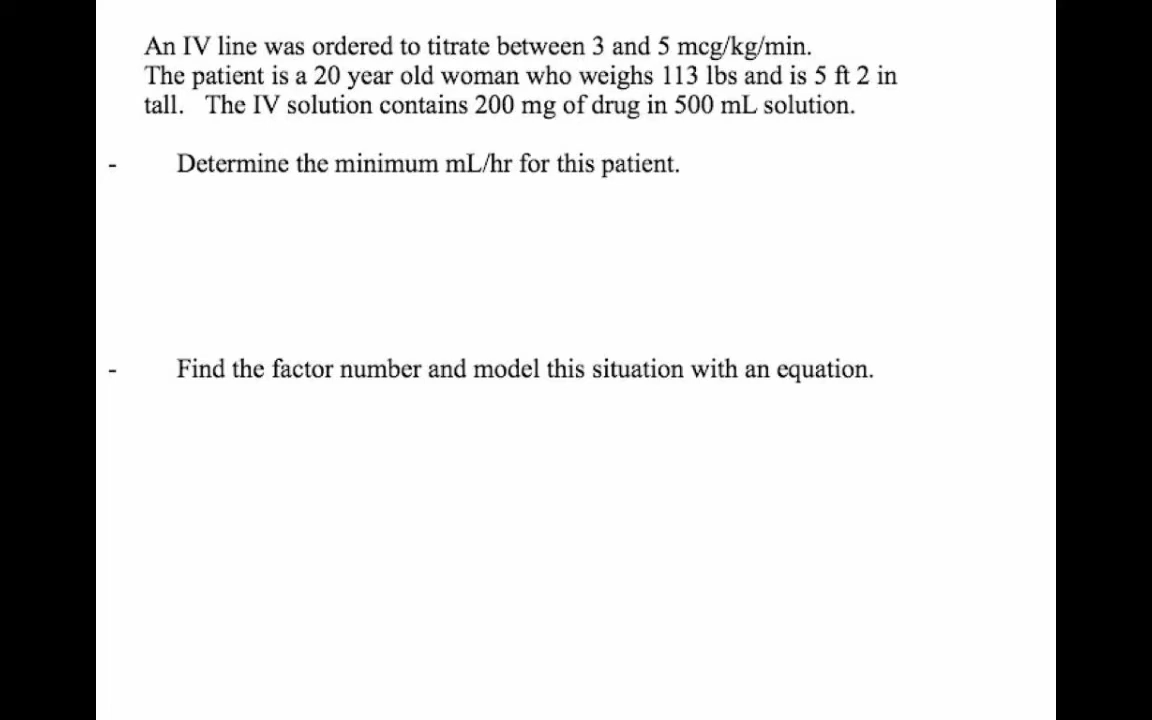 An IV line was ordered to titrate between 3 and 5 mcg/kg/min.
The patient is a 20 year old woman who weighs 113 lbs and is 5 ft 2 in
tall. The IV solution contains 200 mg of drug in 500 mL solution.
- Determine the minimum mL/hr for this patient.
- Find the factor number and model this situation with an equation.